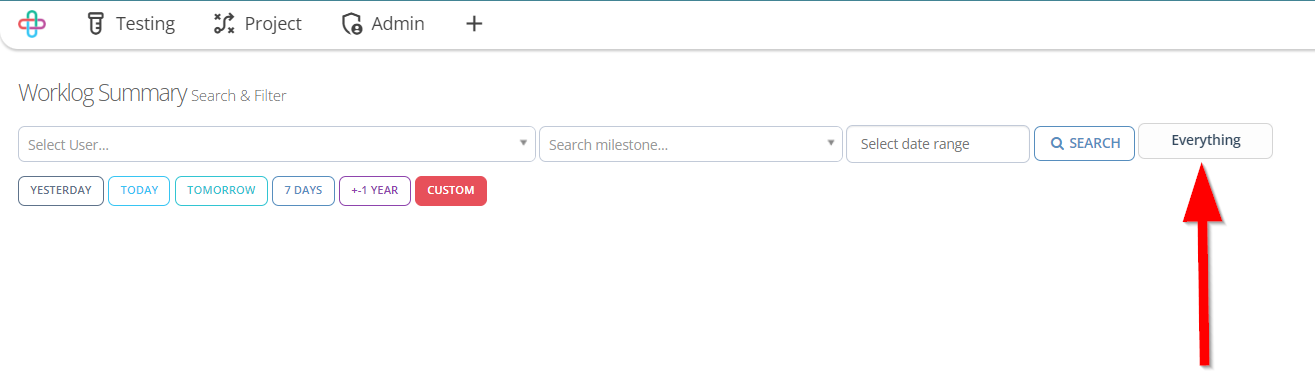 Testing Project Admin +
Worklog Summary Search & Filter
Select User... Search milestone... Select date range SEARCH Everything
YESTERDAY TODAY TOMORROW 7 DAYS +-1 YEAR CUSTOM